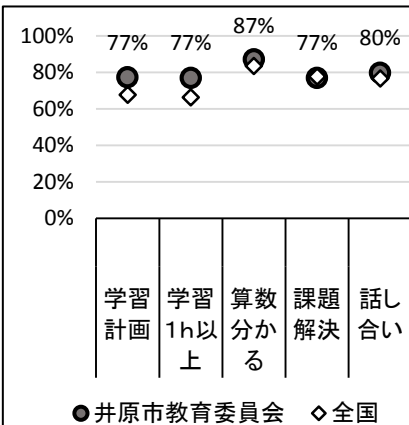 100%
80%
60%
40%
20%
0%
77%
77%
87%
77%
80%
学習
計画
学習
1h以
上
算数
分か
る
課題
解決
話し
合い
●井原市教育委員会 ◇全国